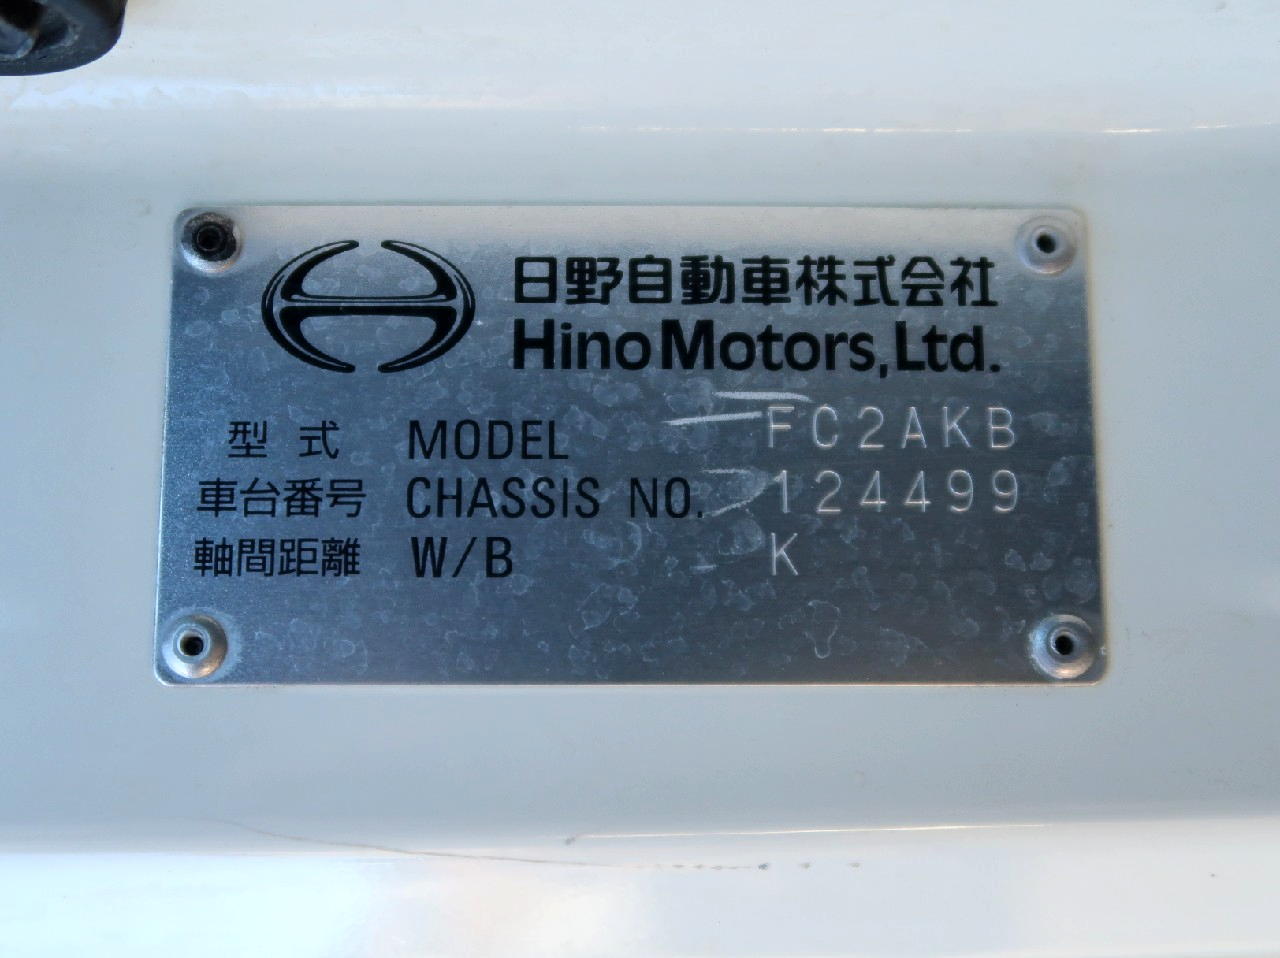 日野自動車株式会社
Hino Motors, Ltd.
型式 MODEL FC2AKB
車台番号 CHASSIS NO. 124499
軸間距離 W/B K